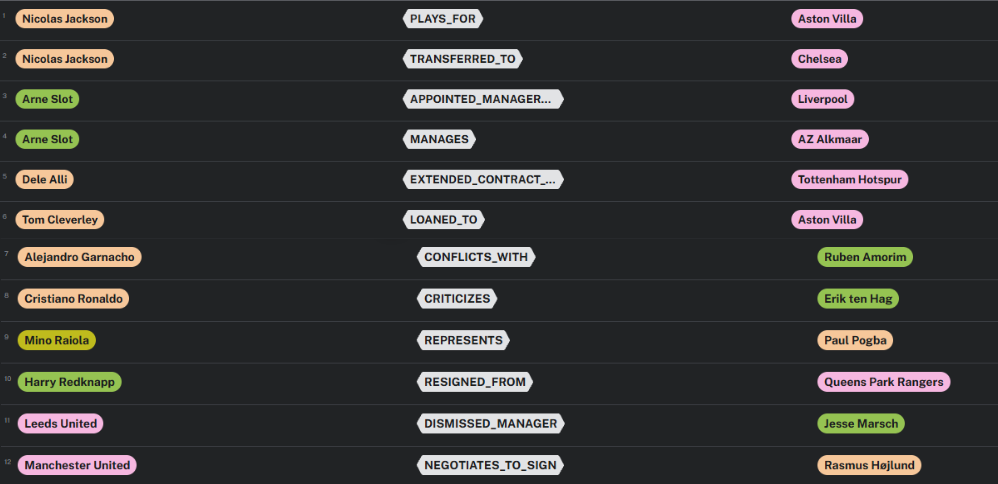 1 Nicolas Jackson PLAYS_FOR Aston Villa
2 Nicolas Jackson TRANSFERRED_TO Chelsea
3 Arne Slot APPOINTED_MANAGER... Liverpool
4 Arne Slot MANAGES AZ Alkmaar
5 Dele Alli EXTENDED_CONTRACT_... Tottenham Hotspur
6 Tom Cleverley LOANED_TO Aston Villa
7 Alejandro Garnacho CONFLICTS_WITH Ruben Amorim
8 Cristiano Ronaldo CRITICIZES Erik ten Hag
9 Mino Raiola REPRESENTS Paul Pogba
10 Harry Redknapp RESIGNED_FROM Queens Park Rangers
11 Leeds United DISMISSED_MANAGER Jesse Marsch
12 Manchester United NEGOTIATES_TO_SIGN Rasmus Højlund